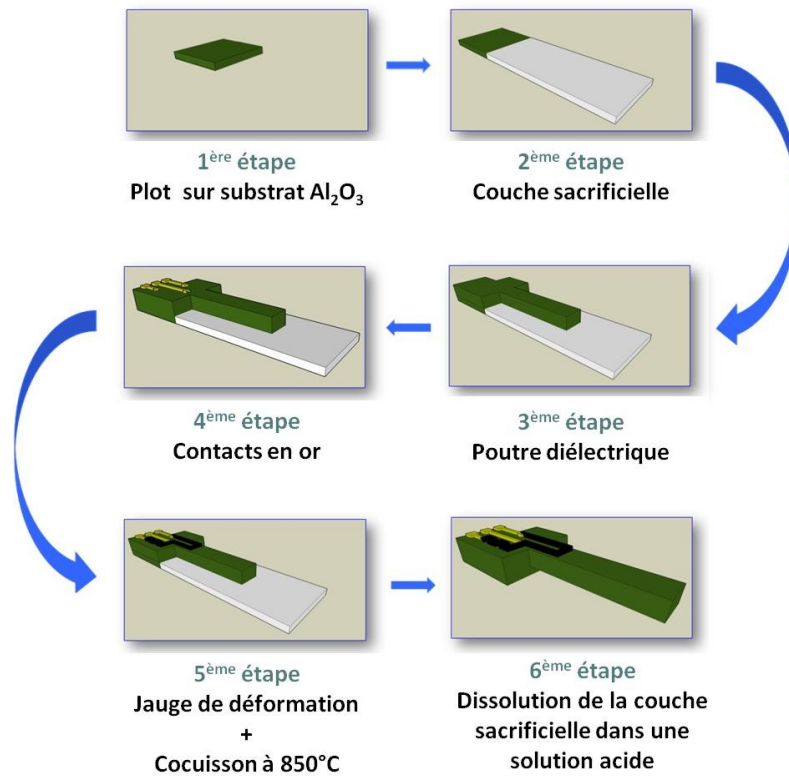 1ère étape
Plot sur substrat Al₂O₃
2ème étape
Couche sacrificielle
3ème étape
Poutre diélectrique
4ème étape
Contacts en or
5ème étape
Jauge de déformation
+
Cocuisson à 850°C
6ème étape
Dissolution de la couche
sacrificielle dans une
solution acide